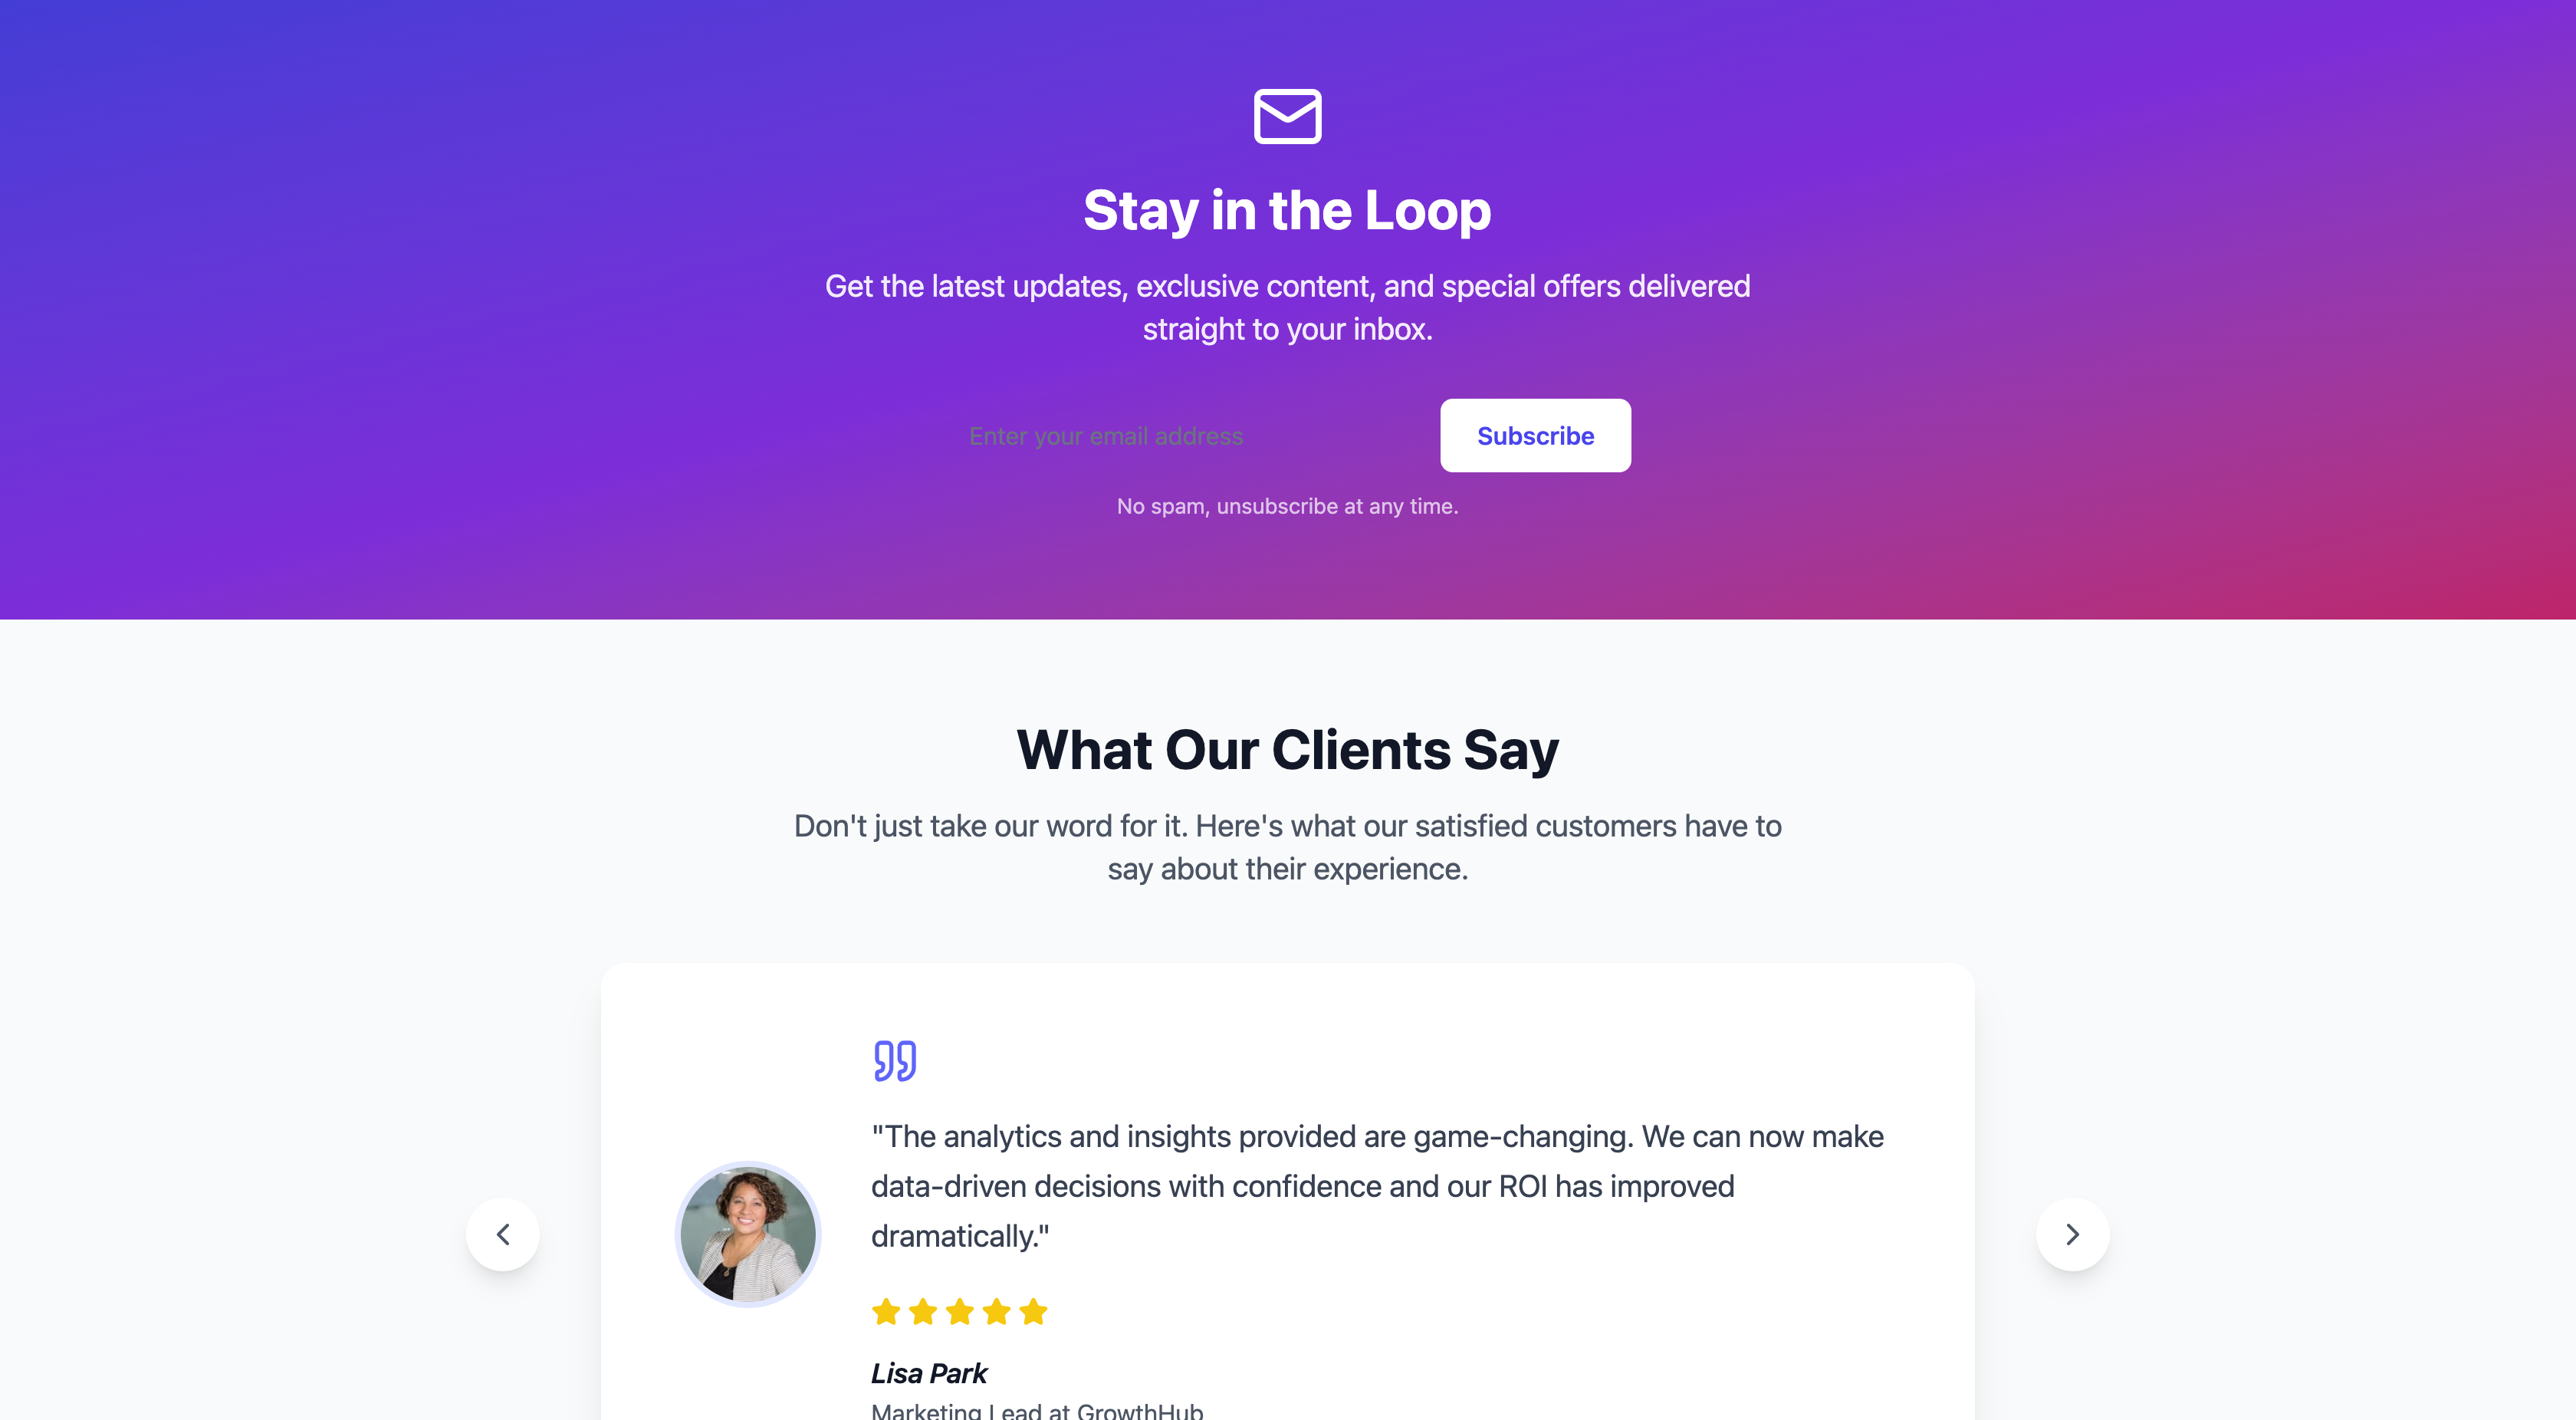 Stay in the Loop
Get the latest updates, exclusive content, and special offers delivered
straight to your inbox.
Enter your email address
Subscribe
No spam, unsubscribe at any time.
What Our Clients Say
Don't just take our word for it. Here's what our satisfied customers have to
say about their experience.
"The analytics and insights provided are game-changing. We can now make
data-driven decisions with confidence and our ROI has improved
dramatically."
Lisa Park
Marketing Lead at GrowthHub